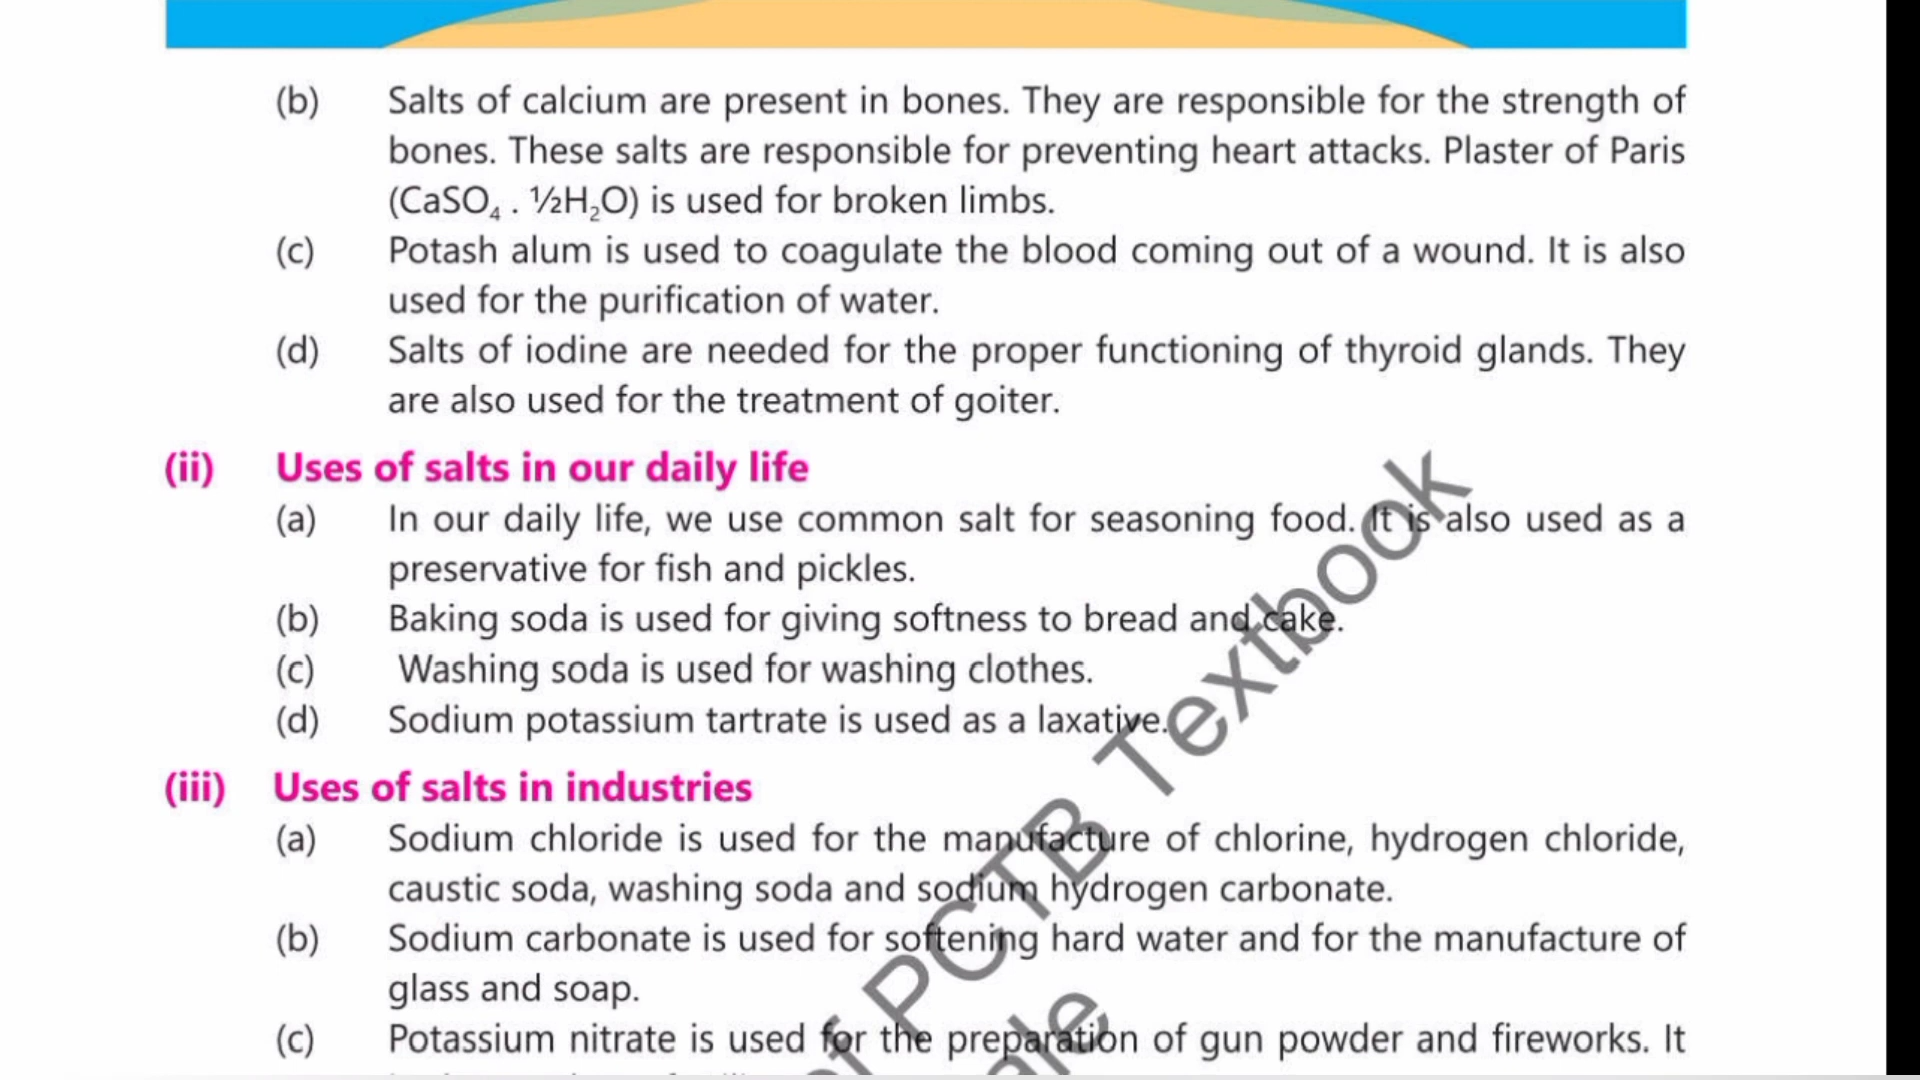 (b) Salts of calcium are present in bones. They are responsible for the strength of
bones. These salts are responsible for preventing heart attacks. Plaster of Paris
(CaSO₄ . ½H₂O) is used for broken limbs.
(c) Potash alum is used to coagulate the blood coming out of a wound. It is also
used for the purification of water.
(d) Salts of iodine are needed for the proper functioning of thyroid glands. They
are also used for the treatment of goiter.
(ii) Uses of salts in our daily life
(a) In our daily life, we use common salt for seasoning food. It is also used as a
preservative for fish and pickles.
(b) Baking soda is used for giving softness to bread and cake.
(c) Washing soda is used for washing clothes.
(d) Sodium potassium tartrate is used as a laxative.
(iii) Uses of salts in industries
(a) Sodium chloride is used for the manufacture of chlorine, hydrogen chloride,
caustic soda, washing soda and sodium hydrogen carbonate.
(b) Sodium carbonate is used for softening hard water and for the manufacture of
glass and soap.
(c) Potassium nitrate is used for the preparation of gun powder and fireworks. It
of PCTB Textbook